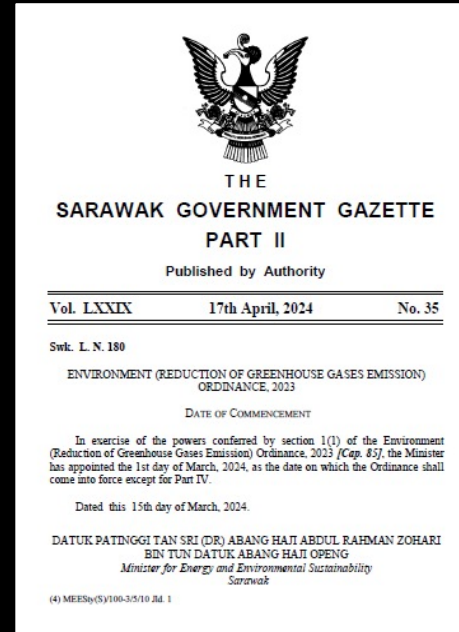 THE
SARAWAK GOVERNMENT GAZETTE
PART II
Published by Authority
Vol. LXXIX 17th April, 2024 No. 35
Swk. L. N. 180
ENVIRONMENT (REDUCTION OF GREENHOUSE GASES EMISSION)
ORDINANCE, 2023
DATE OF COMMENCEMENT
In exercise of the powers conferred by section 1(1) of the Environment
(Reduction of Greenhouse Gases Emission) Ordinance, 2023 [Cap. 85], the Minister
has appointed the 1st day of March, 2024, as the date on which the Ordinance shall
come into force except for Part IV.
Dated this 15th day of March, 2024.
DATUK PATINGGI TAN SRI (DR) ABANG HAJI ABDUL RAHMAN ZOHARI
BIN TUN DATUK ABANG HAJI OPENG
Minister for Energy and Environmental Sustainability
Sarawak
(4) MEESty(S)/100-3/5/10 Jld. 1